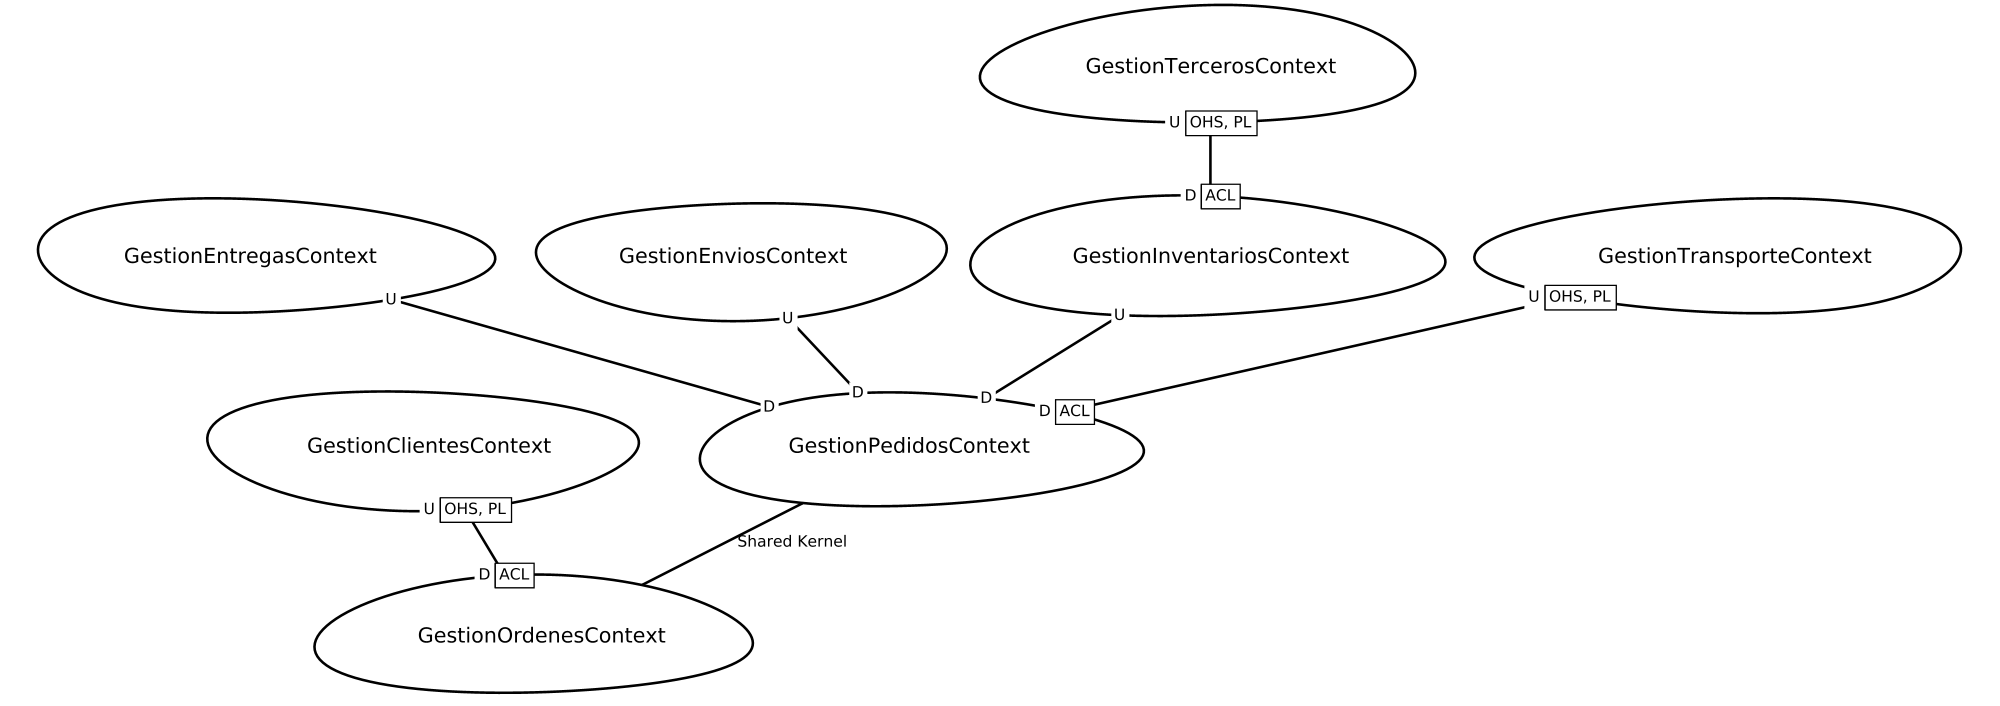 GestionTercerosContext
U OHS, PL
D ACL
GestionEntregasContext
GestionEnviosContext
GestionInventariosContext
GestionTransporteContext
U
U
U
U OHS, PL
D
D
D
D ACL
GestionClientesContext
GestionPedidosContext
U OHS, PL
Shared Kernel
D ACL
GestionOrdenesContext